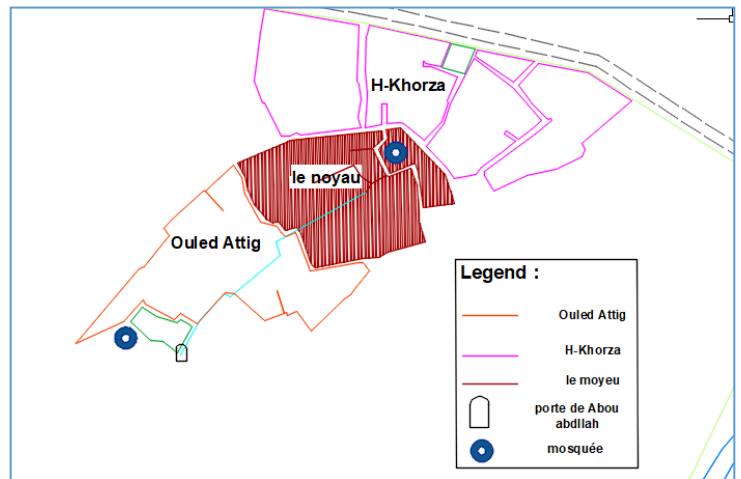 H-Khorza
le noyau
Ouled Attig
Legend :
Ouled Attig
H-Khorza
le moyeu
porte de Abou
abdllah
mosquée